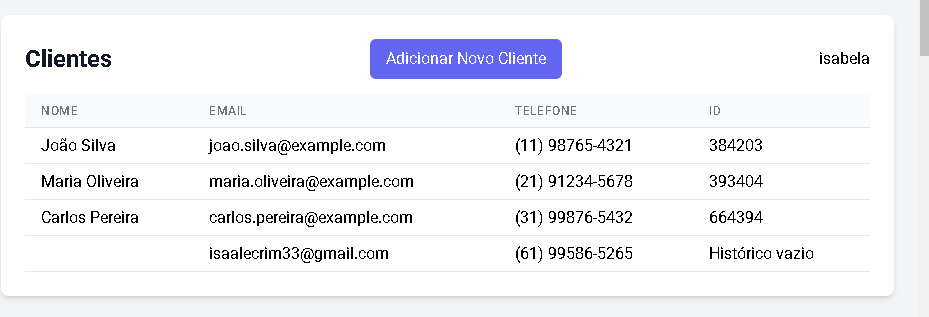 Clientes Adicionar Novo Cliente isabela
NOME EMAIL TELEFONE ID
João Silva joao.silva@example.com (11) 98765-4321 384203
Maria Oliveira maria.oliveira@example.com (21) 91234-5678 393404
Carlos Pereira carlos.pereira@example.com (31) 99876-5432 664394
isaalecrim33@gmail.com (61) 99586-5265 Histórico vazio